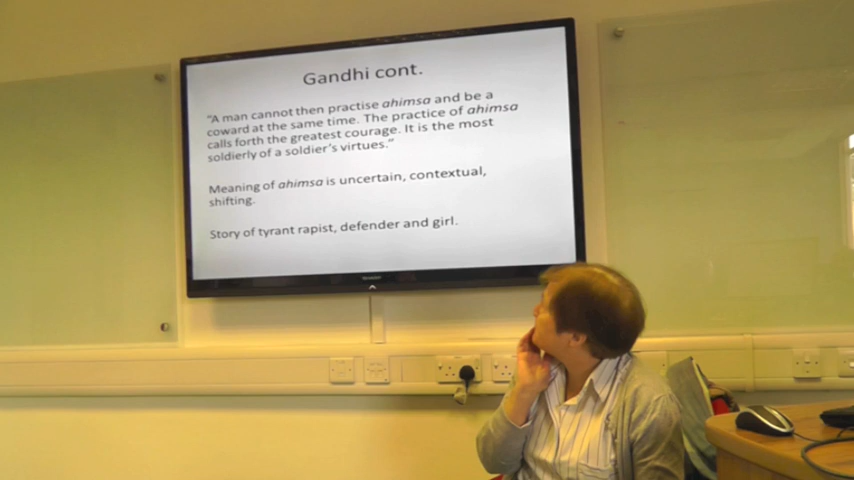 Gandhi cont.
"A man cannot then practise ahimsa and be a
coward at the same time. The practice of ahimsa
calls forth the greatest courage. It is the most
soldierly of a soldier's virtues."
Meaning of ahimsa is uncertain, contextual,
shifting.
Story of tyrant rapist, defender and girl.